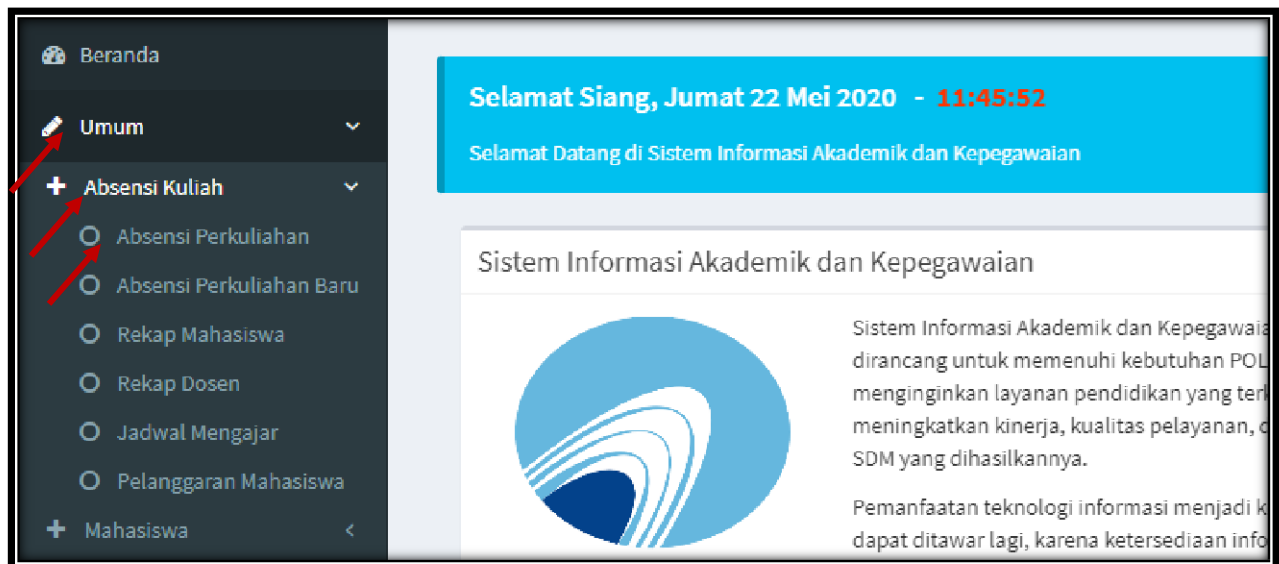 Beranda
Umum
Absensi Kuliah
Absensi Perkuliahan
Absensi Perkuliahan Baru
Rekap Mahasiswa
Rekap Dosen
Jadwal Mengajar
Pelanggaran Mahasiswa
Mahasiswa
Selamat Siang, Jumat 22 Mei 2020 - 11:45:52
Selamat Datang di Sistem Informasi Akademik dan Kepegawaian
Sistem Informasi Akademik dan Kepegawaian
Sistem Informasi Akademik dan Kepegawaia
dirancang untuk memenuhi kebutuhan POL
menginginkan layanan pendidikan yang ter
meningkatkan kinerja, kualitas pelayanan,
SDM yang dihasilkannya.
Pemanfaatan teknologi informasi menjadi k
dapat ditawar lagi, karena ketersediaan info